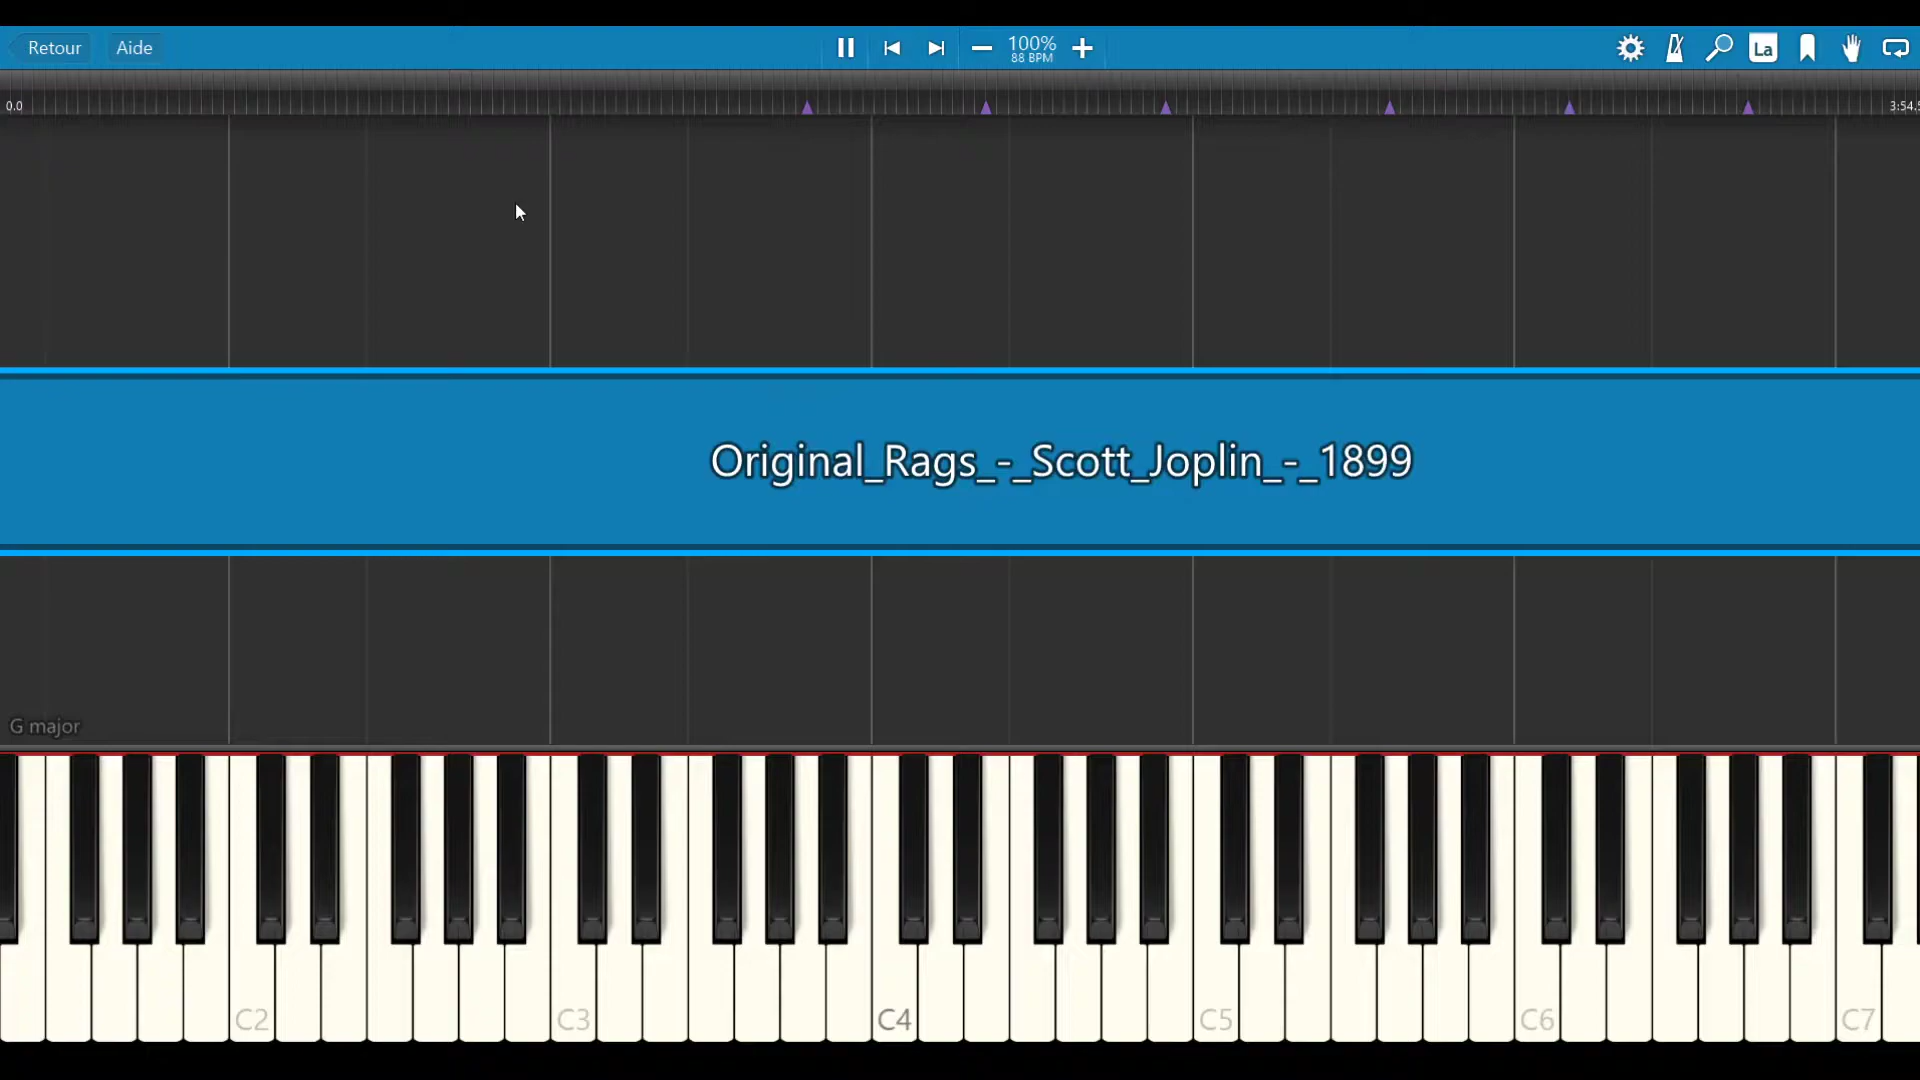 Retour Aide
100%
88 BPM
La
0.0
3:54.5
Original_Rags_-_Scott_Joplin_-_1899
G major
C2 C3 C4 C5 C6 C7